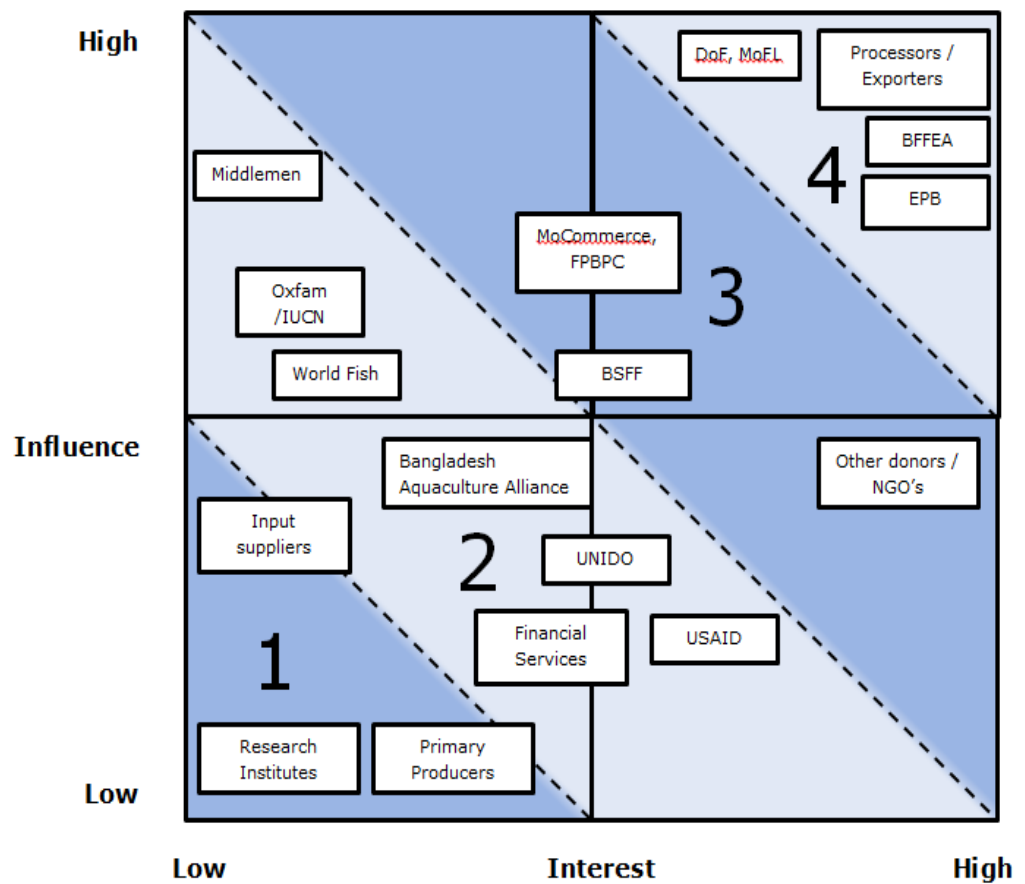 High
DoF, MoFL
Processors /
Exporters
BFFEA
Middlemen
4
EPB
MoCommerce,
FPBPC
Oxfam
/IUCN
3
World Fish
BSFF
Influence
Bangladesh
Aquaculture Alliance
Other donors /
NGO's
Input
suppliers
2
UNIDO
Financial
Services
USAID
1
Research
Institutes
Primary
Producers
Low
Low
Interest
High